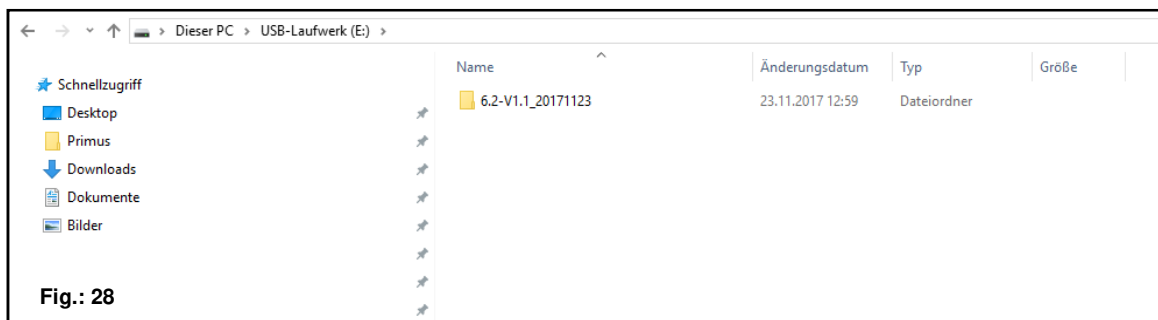 Dieser PC > USB-Laufwerk (E:) >
Name Änderungsdatum Typ Größe
Schnellzugriff
Desktop
Primus
Downloads
Dokumente
Bilder
6.2-V1.1_20171123 23.11.2017 12:59 Dateiordner
Fig.: 28